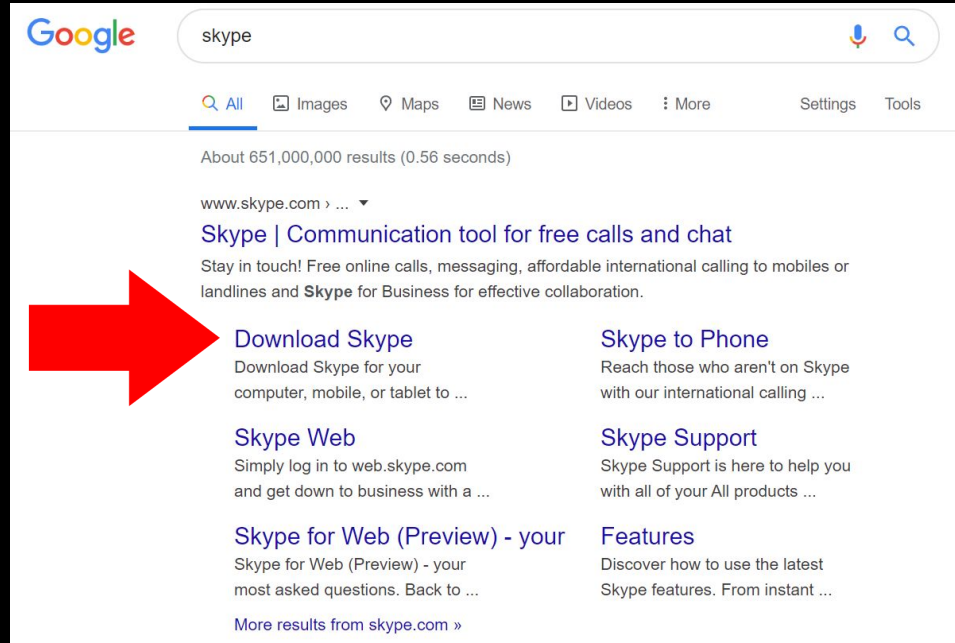 Google
skype
All Images Maps News Videos More Settings Tools
About 651,000,000 results (0.56 seconds)
www.skype.com › ...
Skype | Communication tool for free calls and chat
Stay in touch! Free online calls, messaging, affordable international calling to mobiles or
landlines and Skype for Business for effective collaboration.
Download Skype
Download Skype for your
computer, mobile, or tablet to ...
Skype to Phone
Reach those who aren't on Skype
with our international calling ...
Skype Web
Simply log in to web.skype.com
and get down to business with a ...
Skype Support
Skype Support is here to help you
with all of your All products ...
Skype for Web (Preview) - your
Skype for Web (Preview) - your
most asked questions. Back to ...
Features
Discover how to use the latest
Skype features. From instant ...
More results from skype.com »